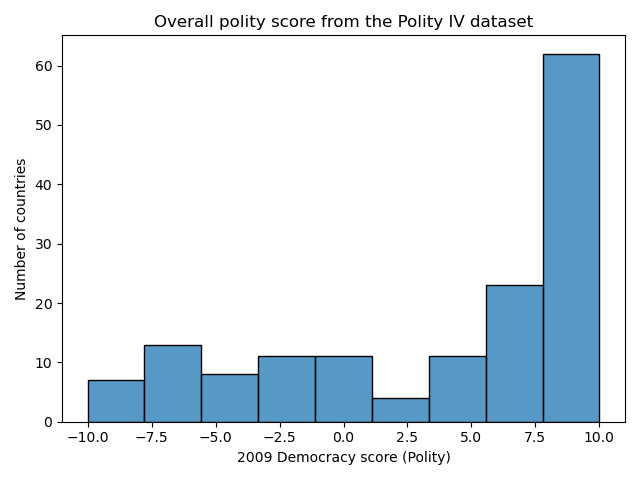 Overall polity score from the Polity IV dataset
Number of countries
60
50
40
30
20
10
0
−10.0 −7.5 −5.0 −2.5 0.0 2.5 5.0 7.5 10.0
2009 Democracy score (Polity)